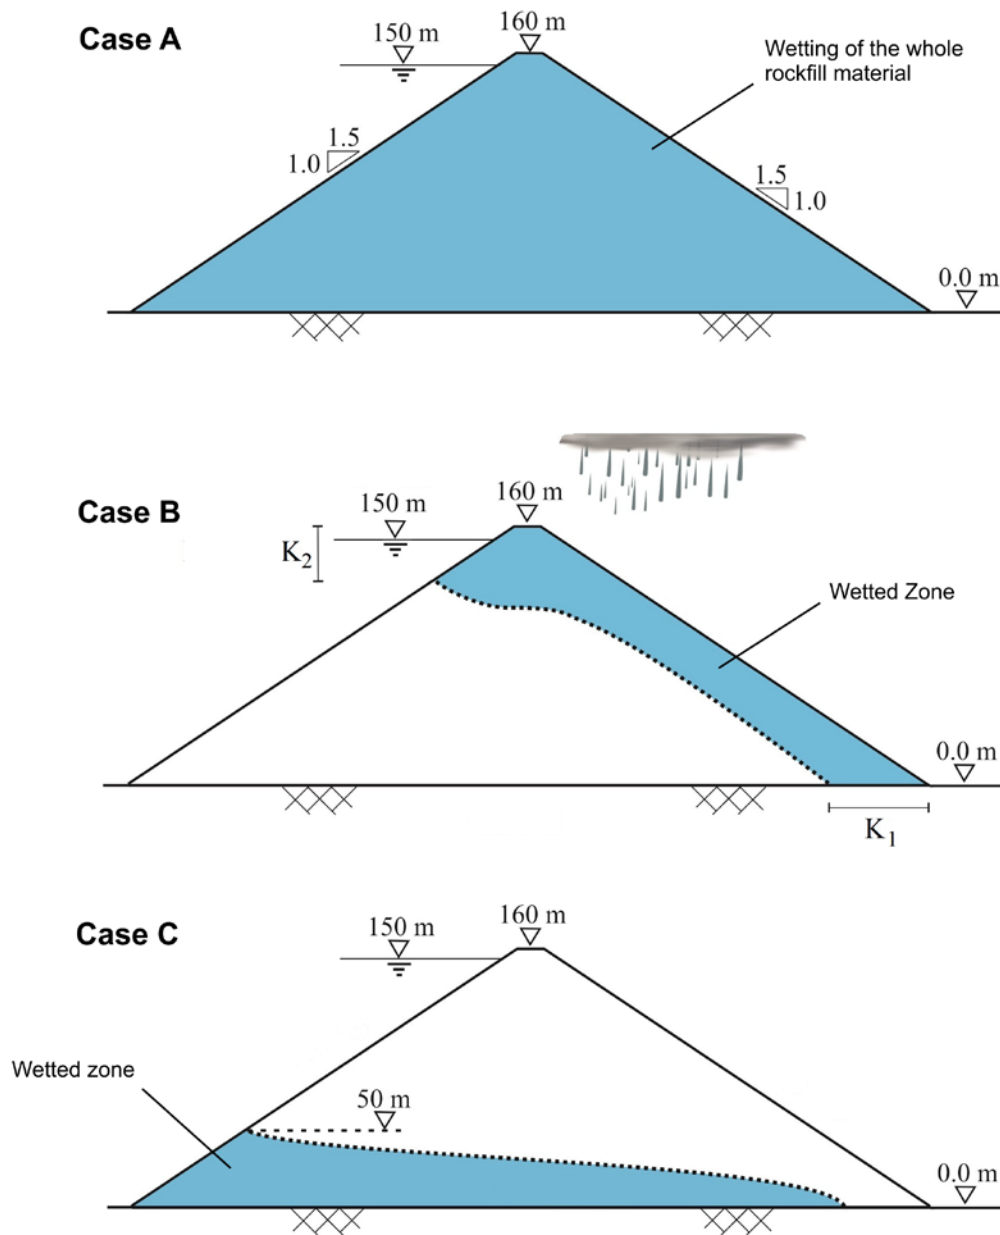 Case A
150 m
160 m
Wetting of the whole
rockfill material
1.5
1.0
1.5
1.0
0.0 m
Case B
150 m
160 m
K2
Wetted Zone
0.0 m
K1
Case C
150 m
160 m
Wetted zone
50 m
0.0 m